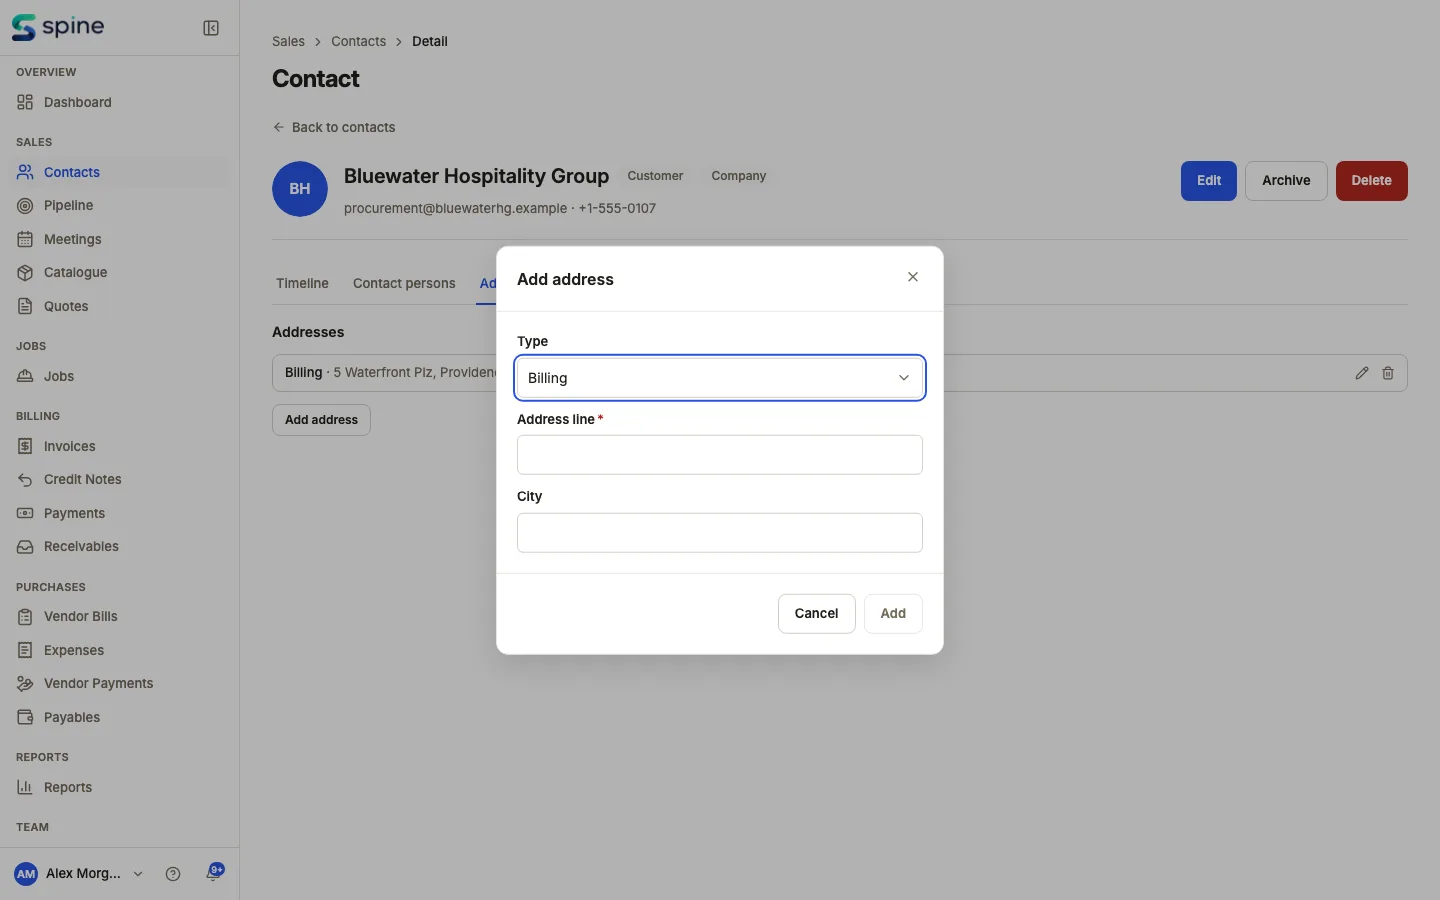 spine
OVERVIEW
Dashboard
SALES
Contacts
Pipeline
Meetings
Catalogue
Quotes
JOBS
Jobs
BILLING
Invoices
Credit Notes
Payments
Receivables
PURCHASES
Vendor Bills
Expenses
Vendor Payments
Payables
REPORTS
Reports
TEAM
AM Alex Morg... 9+
Sales > Contacts > Detail
Contact
Back to contacts
BH
Bluewater Hospitality Group Customer Company
procurement@bluewaterhg.example · +1-555-0107
Edit Archive Delete
Timeline Contact persons Ad
Addresses
Billing · 5 Waterfront Plz,
Add address
Add address
Type
Billing
Address line *
City
Cancel Add